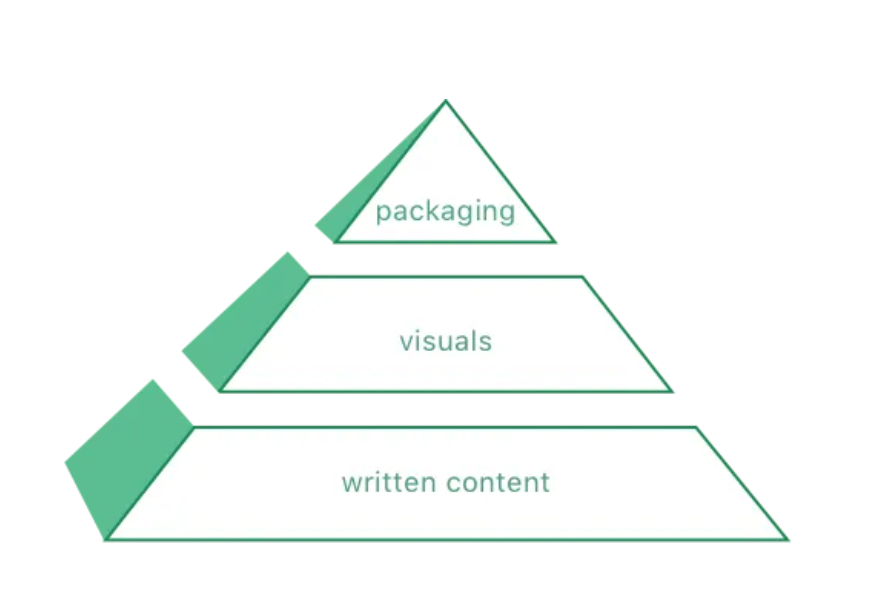 packaging
visuals
written content